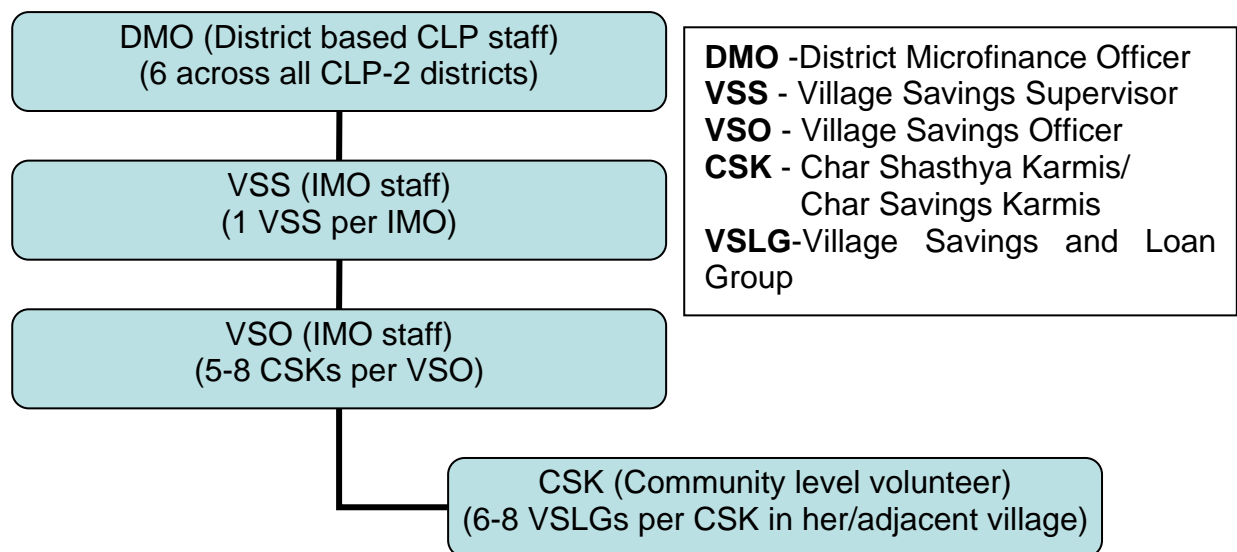 DMO (District based CLP staff)
(6 across all CLP-2 districts)
VSS (IMO staff)
(1 VSS per IMO)
VSO (IMO staff)
(5-8 CSKs per VSO)
CSK (Community level volunteer)
(6-8 VSLGs per CSK in her/adjacent village)
DMO -District Microfinance Officer
VSS - Village Savings Supervisor
VSO - Village Savings Officer
CSK - Char Shasthya Karmis/
Char Savings Karmis
VSLG-Village Savings and Loan
Group